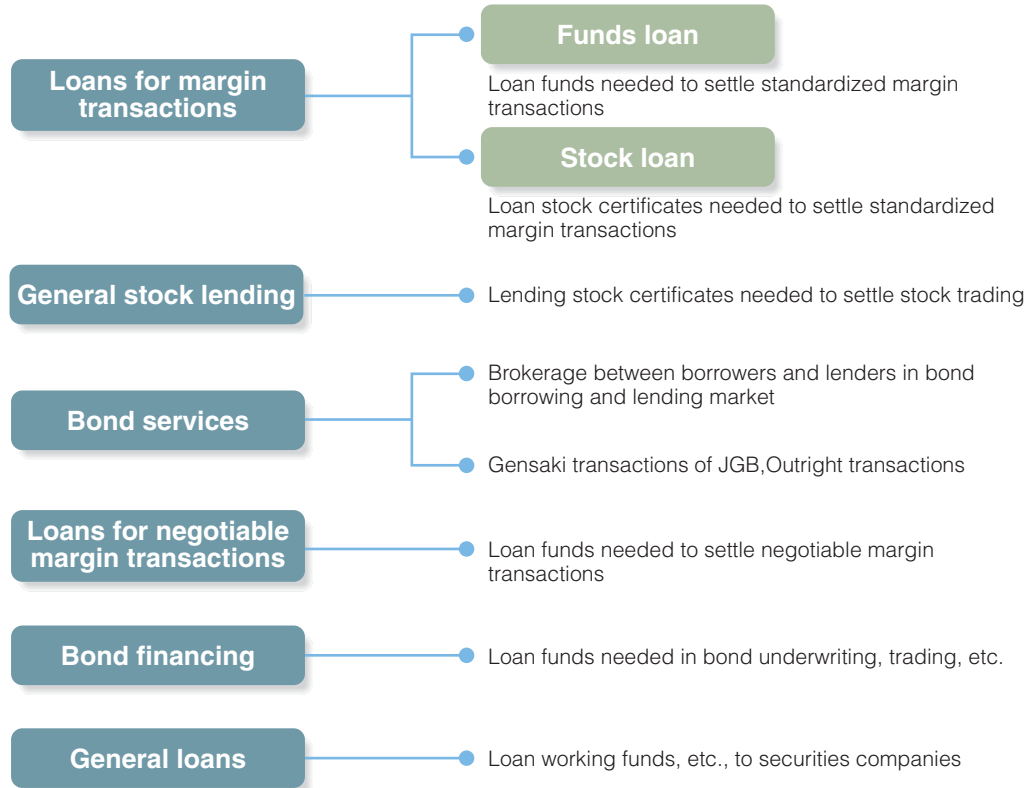 Loans for margin
transactions
Funds loan
Loan funds needed to settle standardized margin
transactions
Stock loan
Loan stock certificates needed to settle standardized
margin transactions
General stock lending
Lending stock certificates needed to settle stock trading
Bond services
Brokerage between borrowers and lenders in bond
borrowing and lending market
Gensaki transactions of JGB,Outright transactions
Loans for negotiable
margin transactions
Loan funds needed to settle negotiable margin
transactions
Bond financing
Loan funds needed in bond underwriting, trading, etc.
General loans
Loan working funds, etc., to securities companies